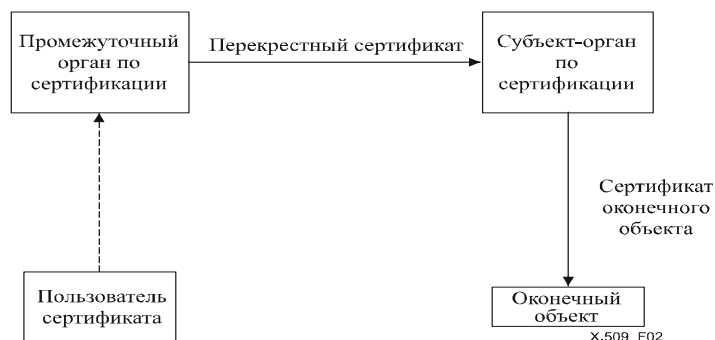 Промежуточный
орган по
сертификации
Перекрестный сертификат
Субъект-орган
по
сертификации
Сертификат
оконечного
объекта
Пользователь
сертификата
Оконечный
объект
X.509_F02